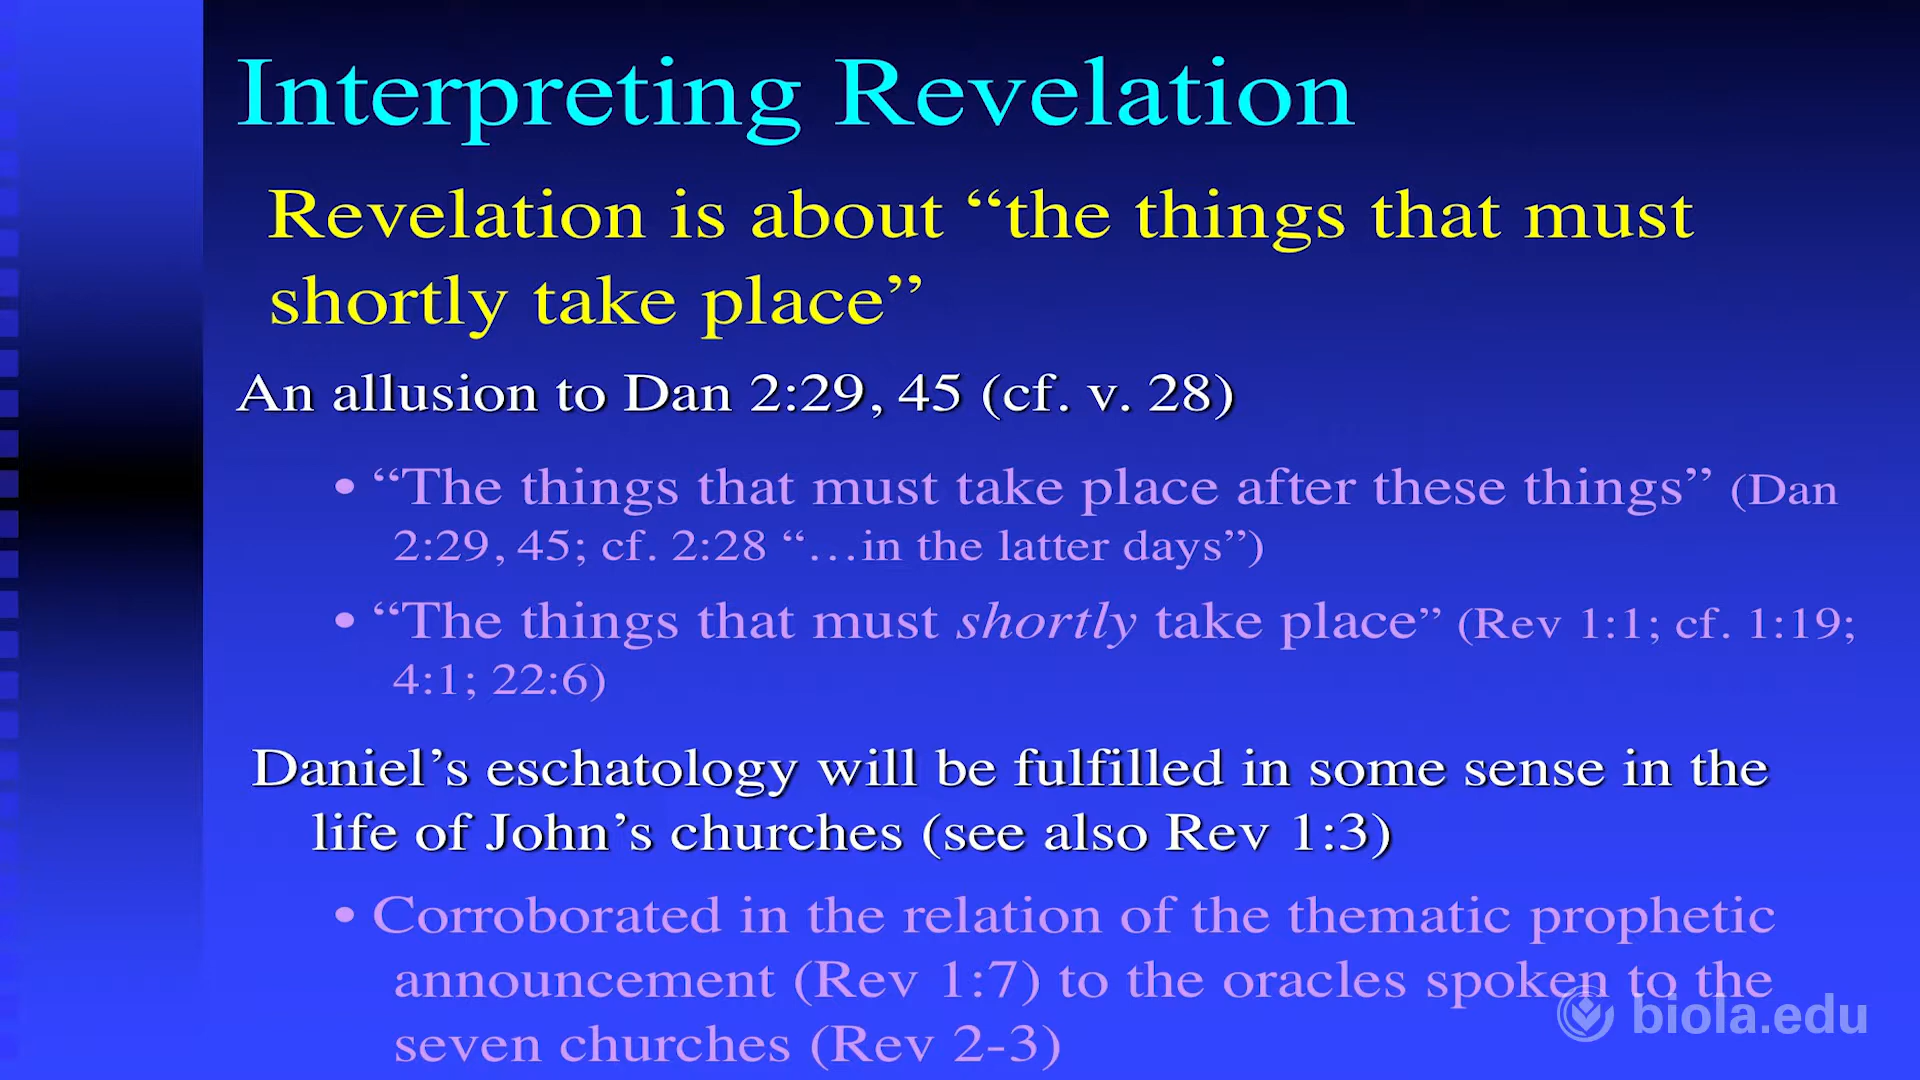 Interpreting Revelation
Revelation is about “the things that must
shortly take place”
An allusion to Dan 2:29, 45 (cf. v. 28)
• “The things that must take place after these things” (Dan
2:29, 45; cf. 2:28 “…in the latter days”)
• “The things that must shortly take place” (Rev 1:1; cf. 1:19;
4:1; 22:6)
Daniel’s eschatology will be fulfilled in some sense in the
life of John’s churches (see also Rev 1:3)
• Corroborated in the relation of the thematic prophetic
announcement (Rev 1:7) to the oracles spoken to the
seven churches (Rev 2-3)
biola.edu